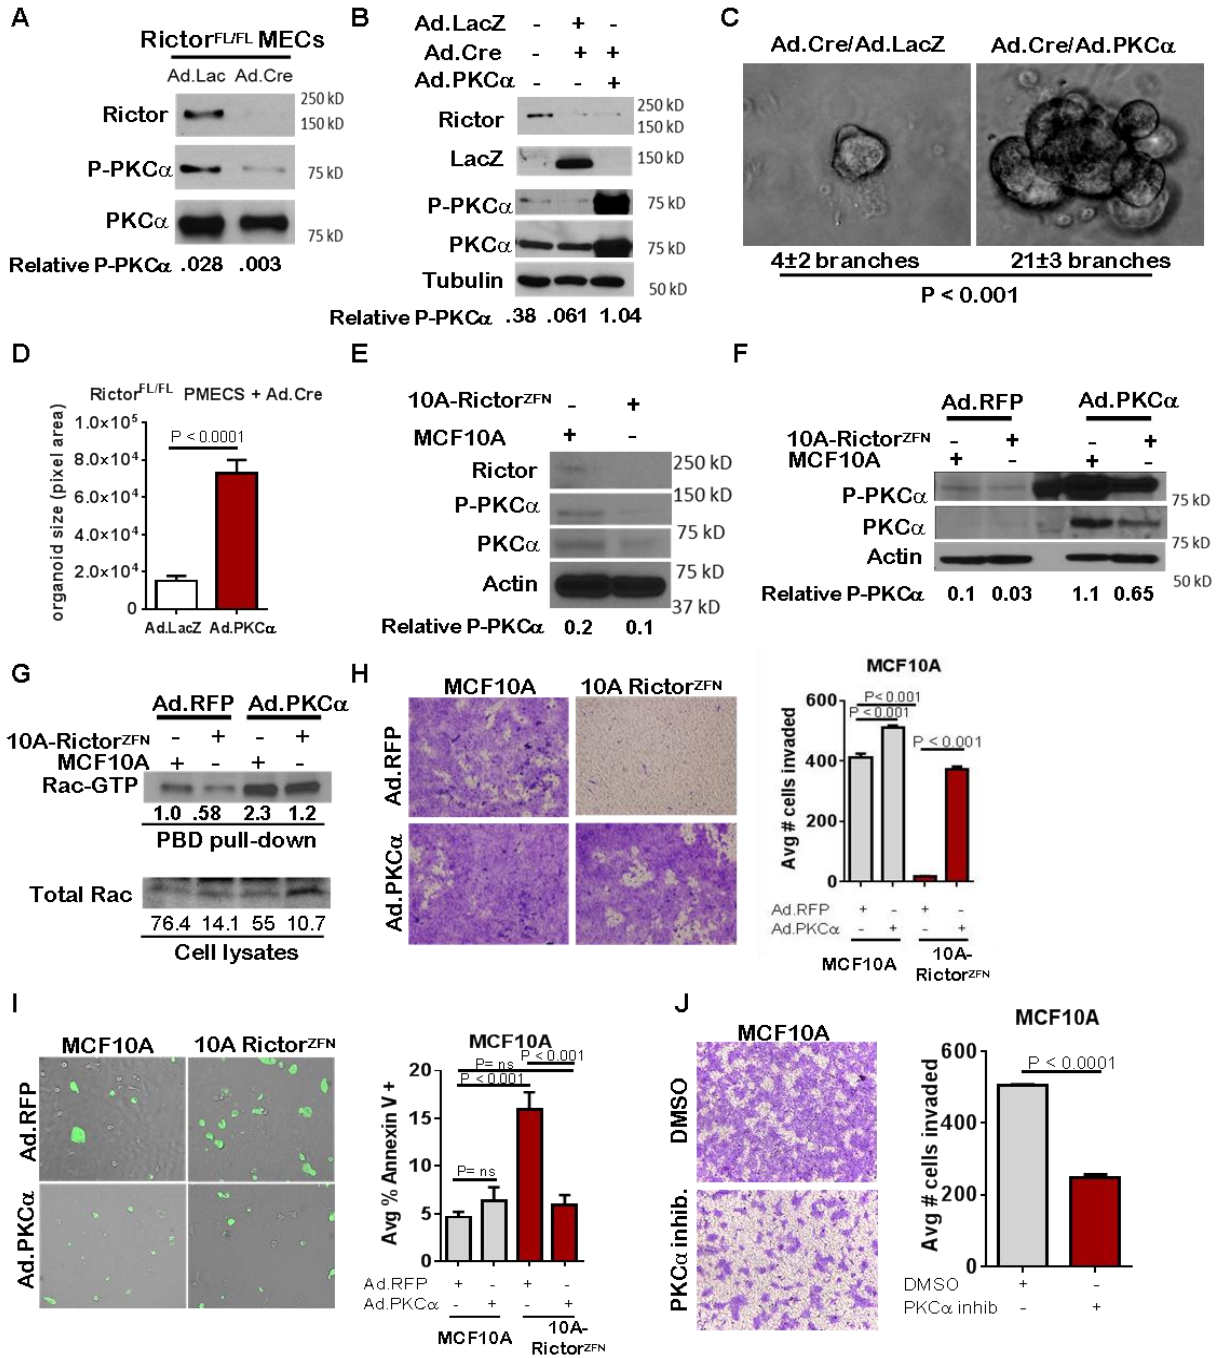 A
Rictor^FL/FL MECs
Ad.Lac Ad.Cre
Rictor
250 kD
150 kD
P-PKCα
75 kD
PKCα
75 kD
Relative P-PKCα .028 .003
B
Ad.LacZ - + -
Ad.Cre - + +
Ad.PKCα - - +
Rictor
250 kD
150 kD
LacZ
150 kD
P-PKCα
75 kD
PKCα
75 kD
Tubulin
50 kD
Relative P-PKCα .38 .061 1.04
C
Ad.Cre/Ad.LacZ Ad.Cre/Ad.PKCα
4±2 branches 21±3 branches
P < 0.001
D
Rictor^FL/FL PMECS + Ad.Cre
organoid size (pixel area)
1.0×10⁵
8.0×10⁴
6.0×10⁴
4.0×10⁴
2.0×10⁴
0
P < 0.0001
Ad.LacZ Ad.PKCα
E
10A-Rictor^ZFN - +
MCF10A + -
Rictor
250 kD
150 kD
P-PKCα
75 kD
PKCα
75 kD
Actin
37 kD
Relative P-PKCα 0.2 0.1
F
Ad.RFP Ad.PKCα
10A-Rictor^ZFN - + - +
MCF10A + - + -
P-PKCα
75 kD
PKCα
75 kD
Actin
50 kD
Relative P-PKCα 0.1 0.03 1.1 0.65
G
Ad.RFP Ad.PKCα
10A-Rictor^ZFN - + - +
MCF10A + - + -
Rac-GTP
1.0 .58 2.3 1.2
PBD pull-down
Total Rac
76.4 14.1 55 10.7
Cell lysates
H
MCF10A 10A Rictor^ZFN
Ad.RFP
Ad.PKCα
MCF10A
Avg # cells invaded
600
400
200
0
P< 0.001
P < 0.001
P < 0.001
Ad.RFP + - + -
Ad.PKCα - + - +
MCF10A 10A-
Rictor^ZFN
I
MCF10A 10A Rictor^ZFN
Ad.RFP
Ad.PKCα
MCF10A
Avg % Annexin V +
20
15
10
5
0
P < 0.001
P= ns
P < 0.001
P= ns
Ad.RFP + - + -
Ad.PKCα - + - +
MCF10A 10A-
Rictor^ZFN
J
MCF10A
DMSO
PKCα inhib.
MCF10A
Avg # cells invaded
600
400
200
0
P < 0.0001
DMSO + -
PKCα inhib - +